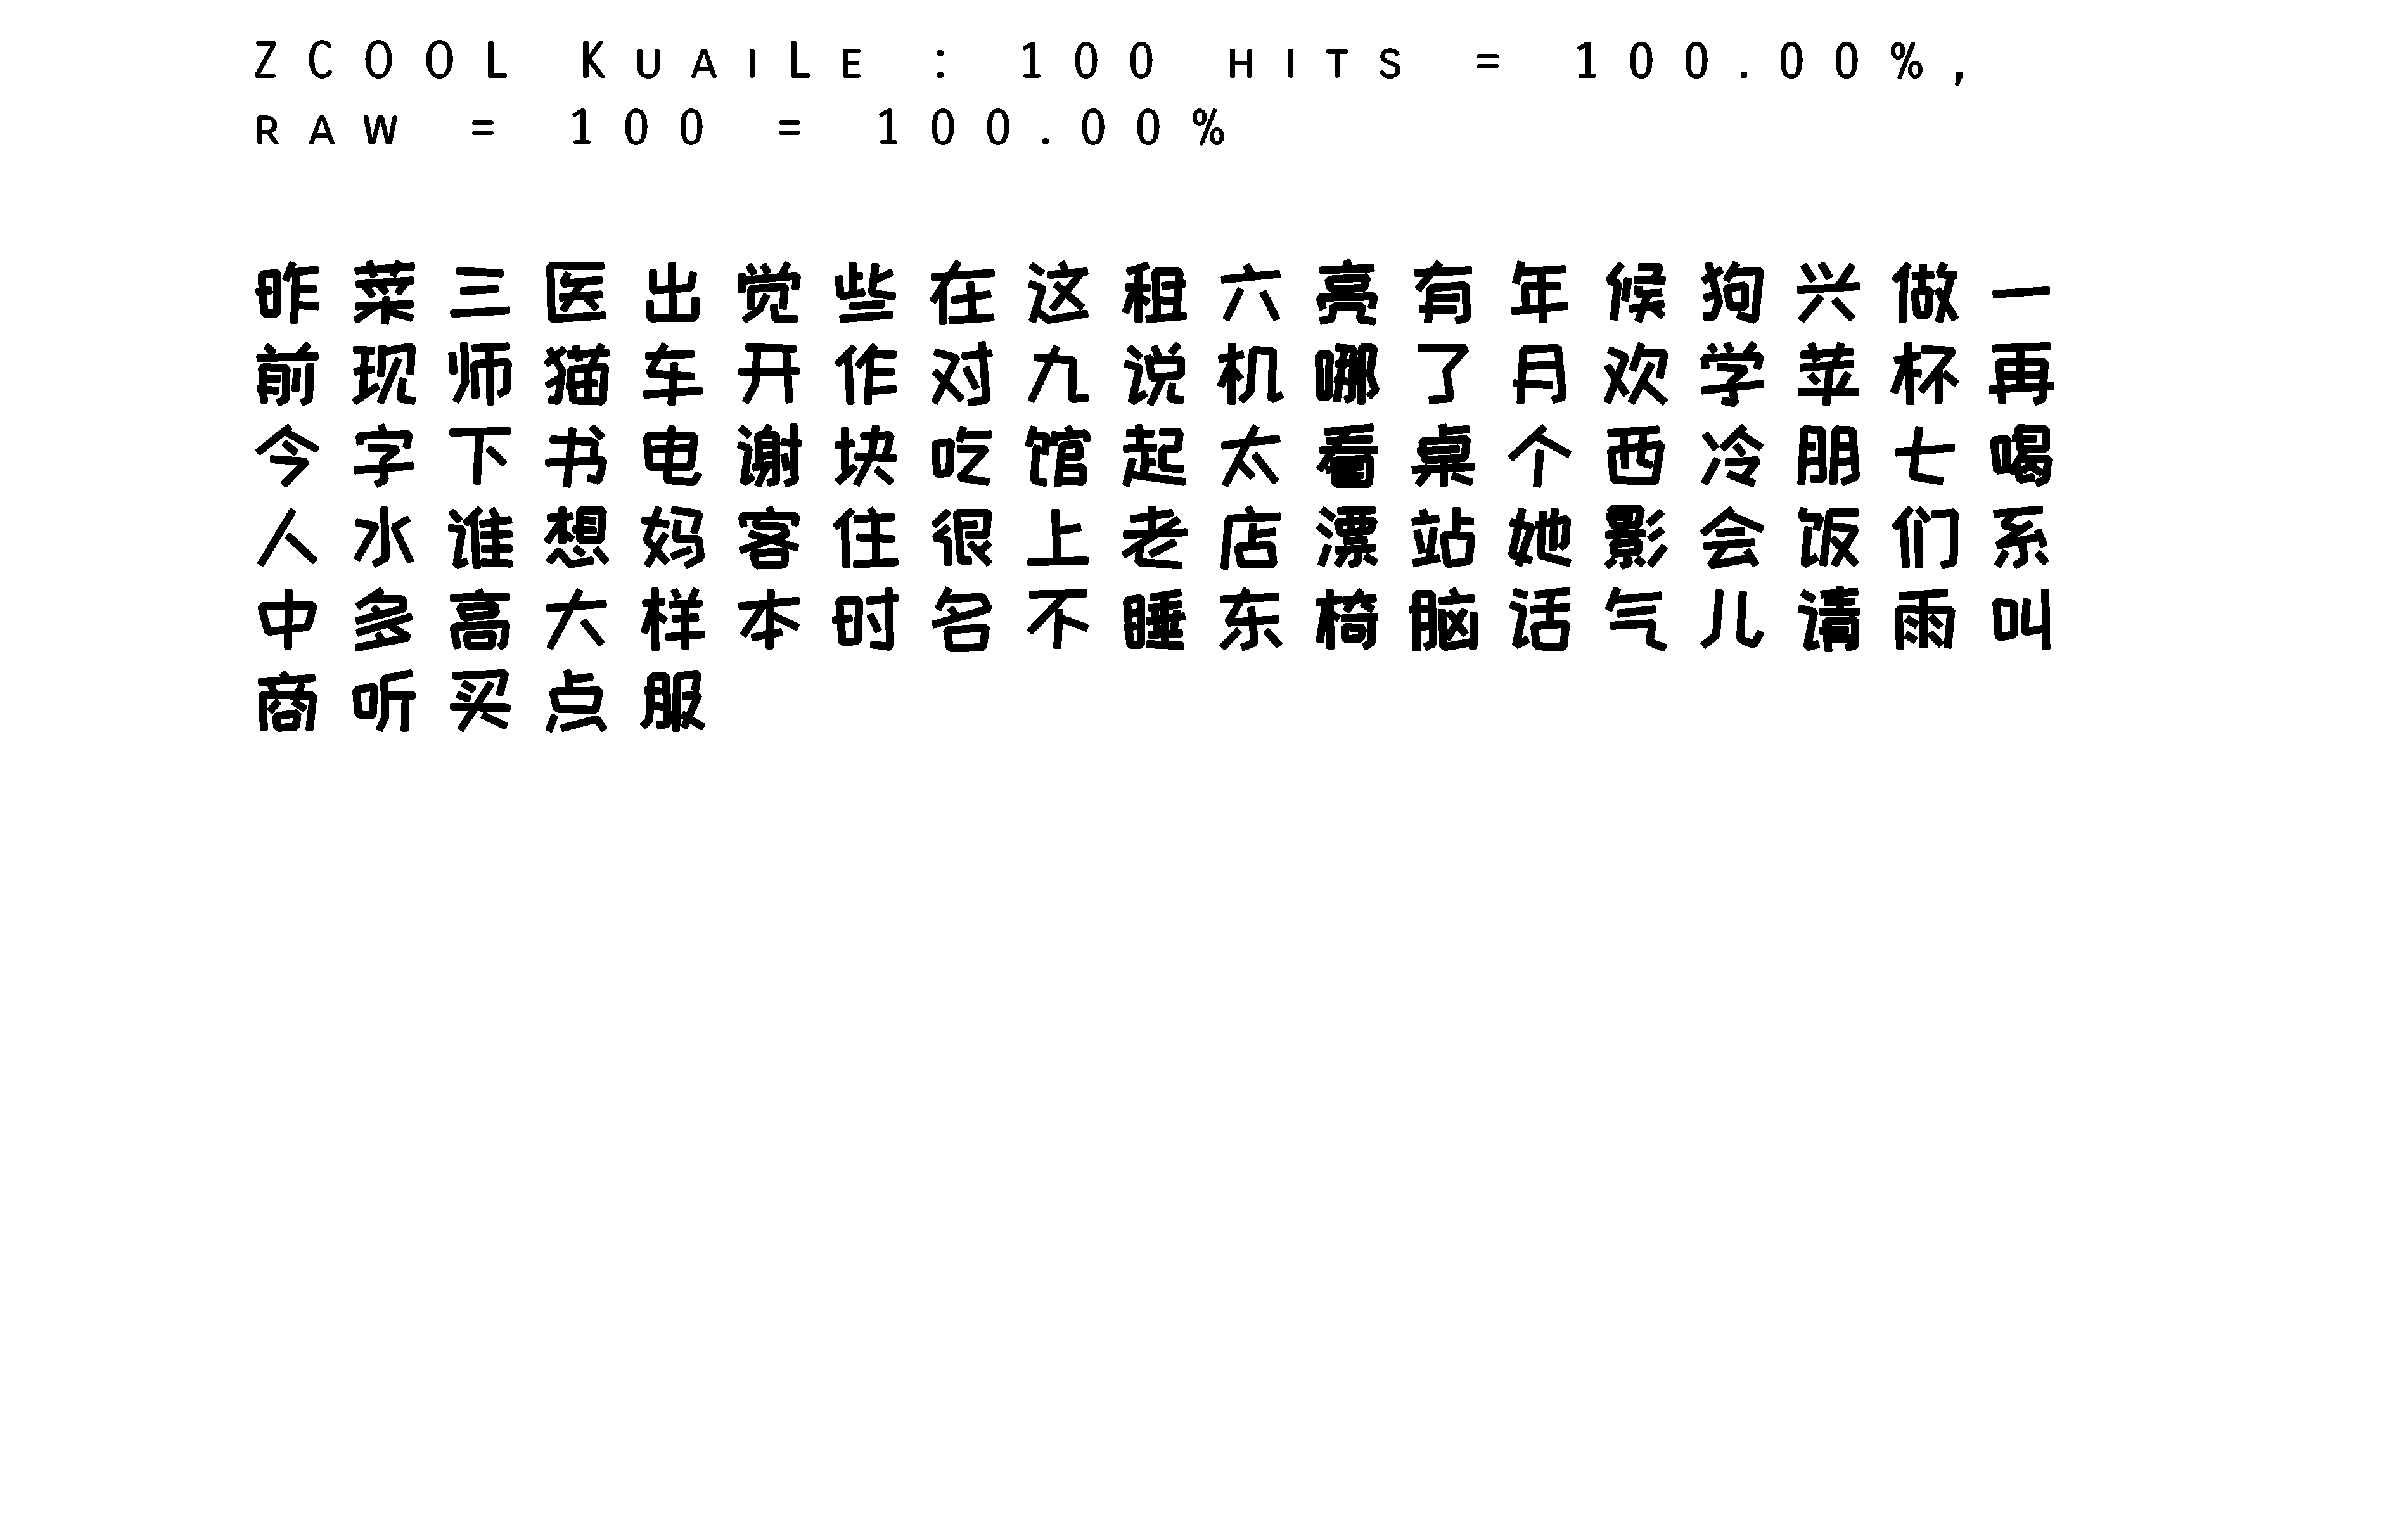 ZCOOL KuaiLe : 100 hits = 100.00%,
raw = 100 = 100.00%
昨菜三医出觉些在这租六亮有年候狗兴做一
前现师猫车开作对九说机哪了月欢学苹杯再
今字下书电谢块吃馆起太看桌个西冷朋七喝
人水谁想妈客住很上老店漂站她影会饭们系
中多高大样本时名不睡东椅脑话气儿请雨叫
商听买点服